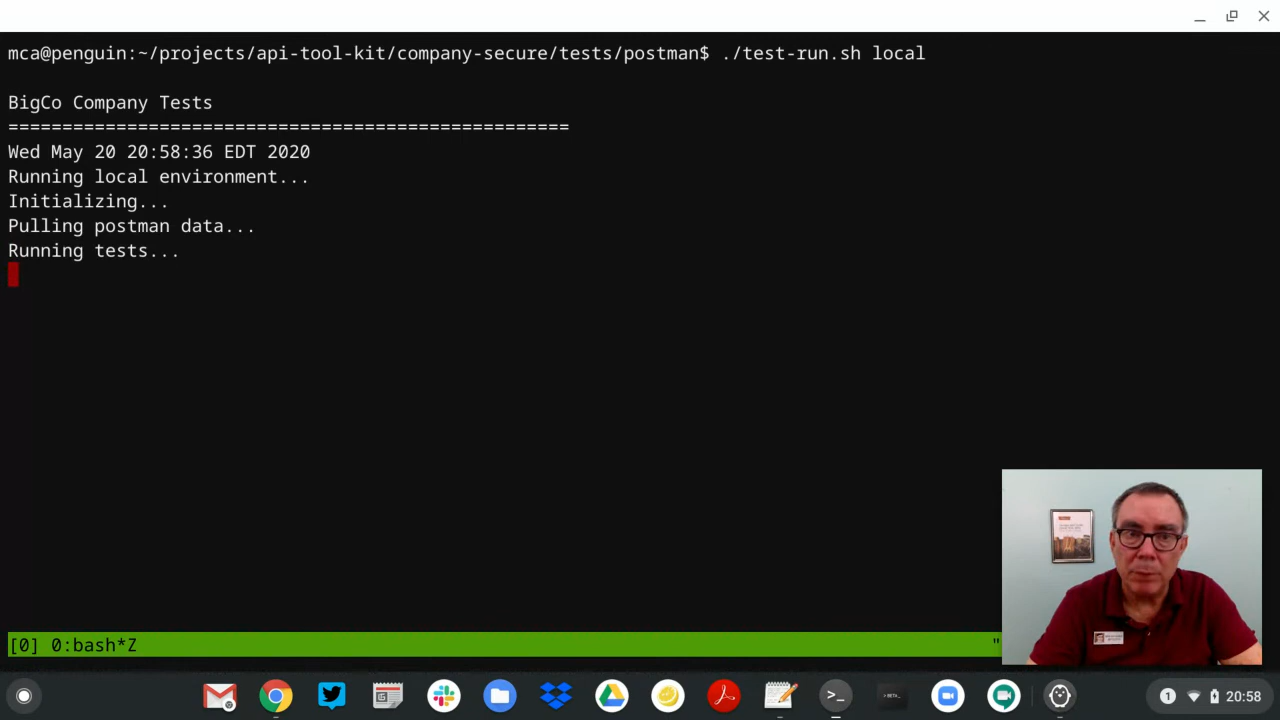 mca@penguin:~/projects/api-tool-kit/company-secure/tests/postman$ ./test-run.sh local
BigCo Company Tests
====================================================
Wed May 20 20:58:36 EDT 2020
Running local environment...
Initializing...
Pulling postman data...
Running tests...
[0] 0:bash*Z "
>_
> BETA_
1
20:58